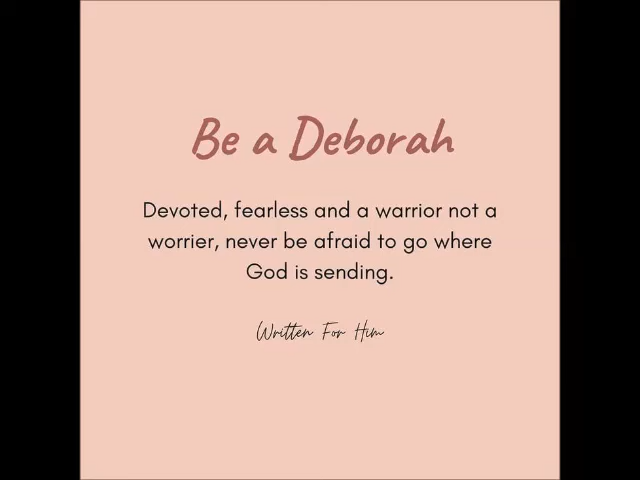 Be a Deborah
Devoted, fearless and a warrior not a
worrier, never be afraid to go where
God is sending.
Written For Him